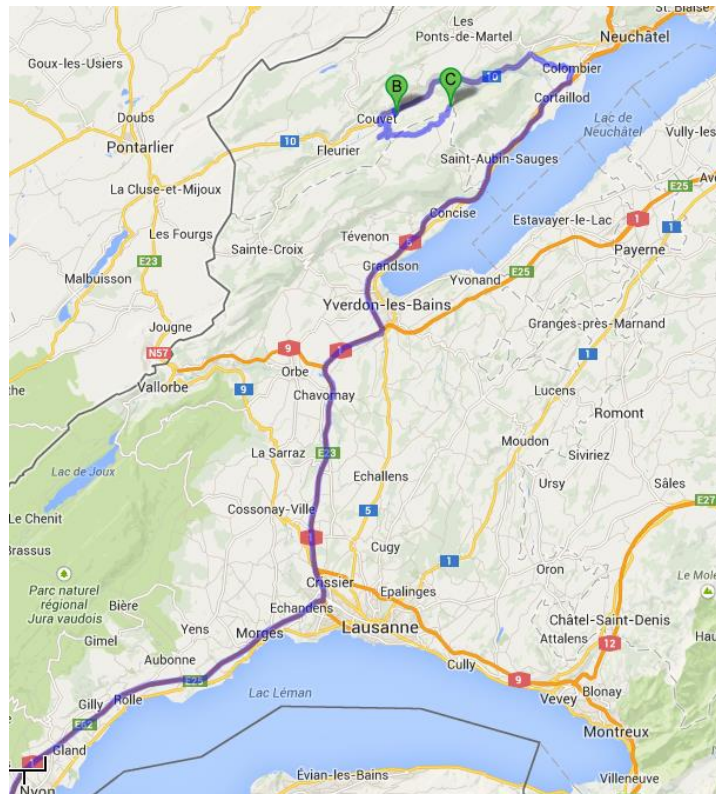 St. Blaise
Les
Ponts-de-Martel
Neuchâtel
Goux-les-Usiers
10
Colombier
B
C
Cortaillod
Doubs
Couvet
Lac de
Neuchâtel
Vully-les
Pontarlier
10
Fleurier
Saint-Aubin-Sauges
La Cluse-et-Mijoux
E25
Concise
Estavayer-le-Lac
1
1
Les Fourgs
Tévenon
Sainte-Croix
Payerne
E23
Grandson
Malbuisson
Yvonand
E25
Yverdon-les-Bains
Jougne
Granges-près-Marnand
N57
9
1
1
Orbe
Vallorbe
9
Chavornay
Lucens
Romont
Moudon
La Sarraz
E23
Siviriez
Lac de Joux
Echallens
Ursy
Sâles
E27
Le Chenit
Cossonay-Ville
5
1
Cugy
1
Brassus
Oron
Crissier
Epalinges
Parc naturel
régional
Jura vaudois
Bière
Echandens
Châtel-Saint-Denis
Yens
Lausanne
Attalens
12
Gimel
Morges
Aubonne
Cully
9
E25
Lac Léman
Blonay
Gilly
Rolle
Vevey
E62
Montreux
Gland
1
Nyon
Évian-les-Bains
Villeneuve